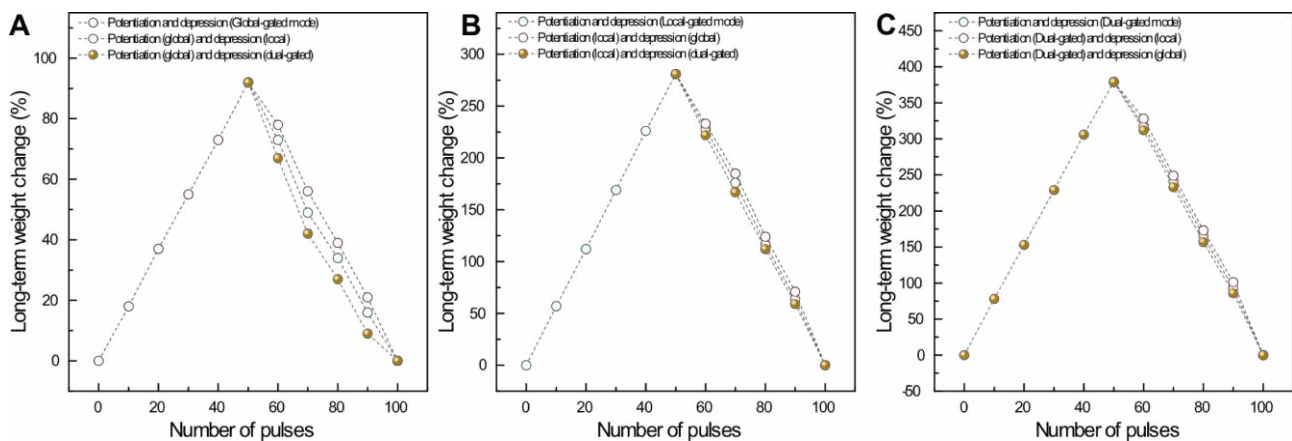 A
Potentiation and depression (Global-gated mode)
Potentiation (global) and depression (local)
Potentiation (global) and depression (dual-gated)
Long-term weight change (%)
100
80
60
40
20
0
0 20 40 60 80 100
Number of pulses
B
Potentiation and depression (Local-gated mode)
Potentiation (local) and depression (global)
Potentiation (local) and depression (dual-gated)
Long-term weight change (%)
300
250
200
150
100
50
0
0 20 40 60 80 100
Number of pulses
C
Potentiation and depression (Dual-gated mode)
Potentiation (Dual-gated) and depression (local)
Potentiation (Dual-gated) and depression (global)
Long-term weight change (%)
450
400
350
300
250
200
150
100
50
0
50
0 20 40 60 80 100
Number of pulses